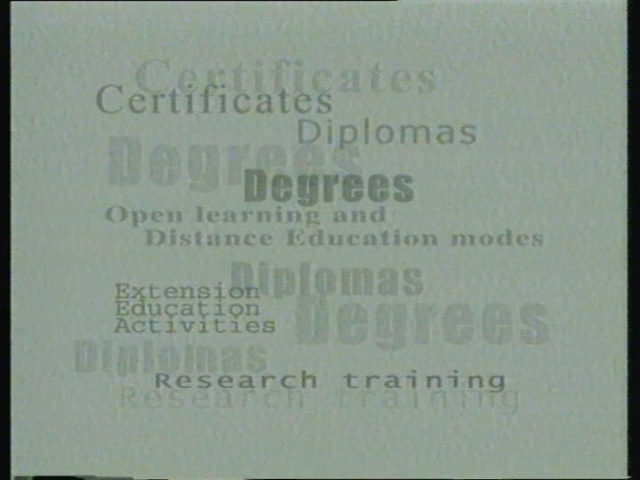 Certificates
Certificates
Diplomas
Degrees
Degrees
Open learning and
Distance Education modes
Diplomas
Extension
Education
Activities
Degrees
Diplomas
Research training
Research training